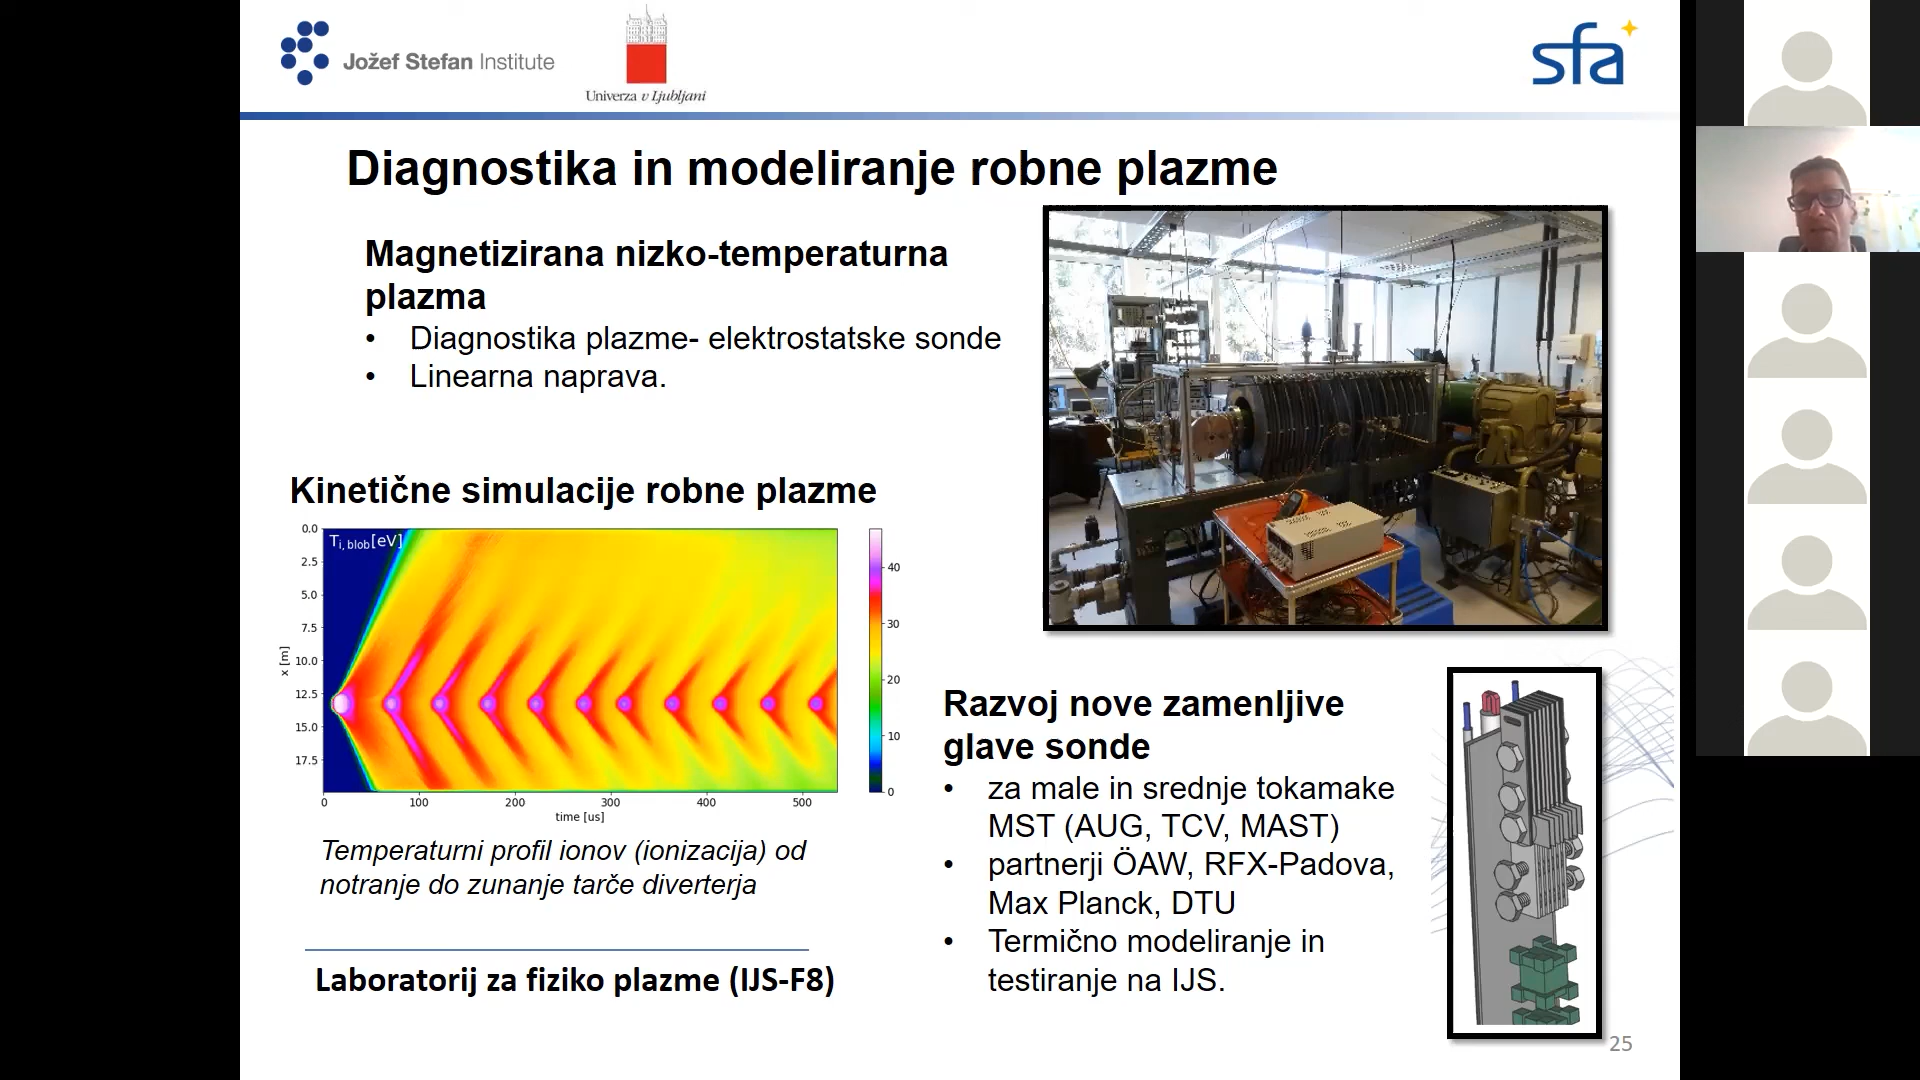 Jožef Stefan Institute
Univerza v Ljubljani
sfa
Diagnostika in modeliranje robne plazme
Magnetizirana nizko-temperaturna
plazma
• Diagnostika plazme- elektrostatske sonde
• Linearna naprava.
Kinetične simulacije robne plazme
Ti, blob[eV]
0.0
2.5
5.0
7.5
10.0
12.5
15.0
17.5
x [m]
0 100 200 300 400 500
time [us]
40
30
20
10
0
Temperaturni profil ionov (ionizacija) od
notranje do zunanje tarče diverterja
Laboratorij za fiziko plazme (IJS-F8)
Razvoj nove zamenljive
glave sonde
• za male in srednje tokamake
MST (AUG, TCV, MAST)
• partnerji ÖAW, RFX-Padova,
Max Planck, DTU
• Termično modeliranje in
testiranje na IJS.
25